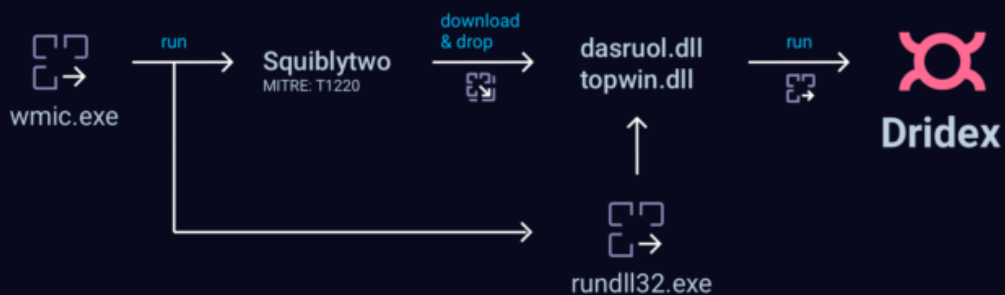 run
download
& drop
Squiblytwo
MITRE: T1220
dasruol.dll
topwin.dll
run
wmic.exe
Dridex
rundll32.exe